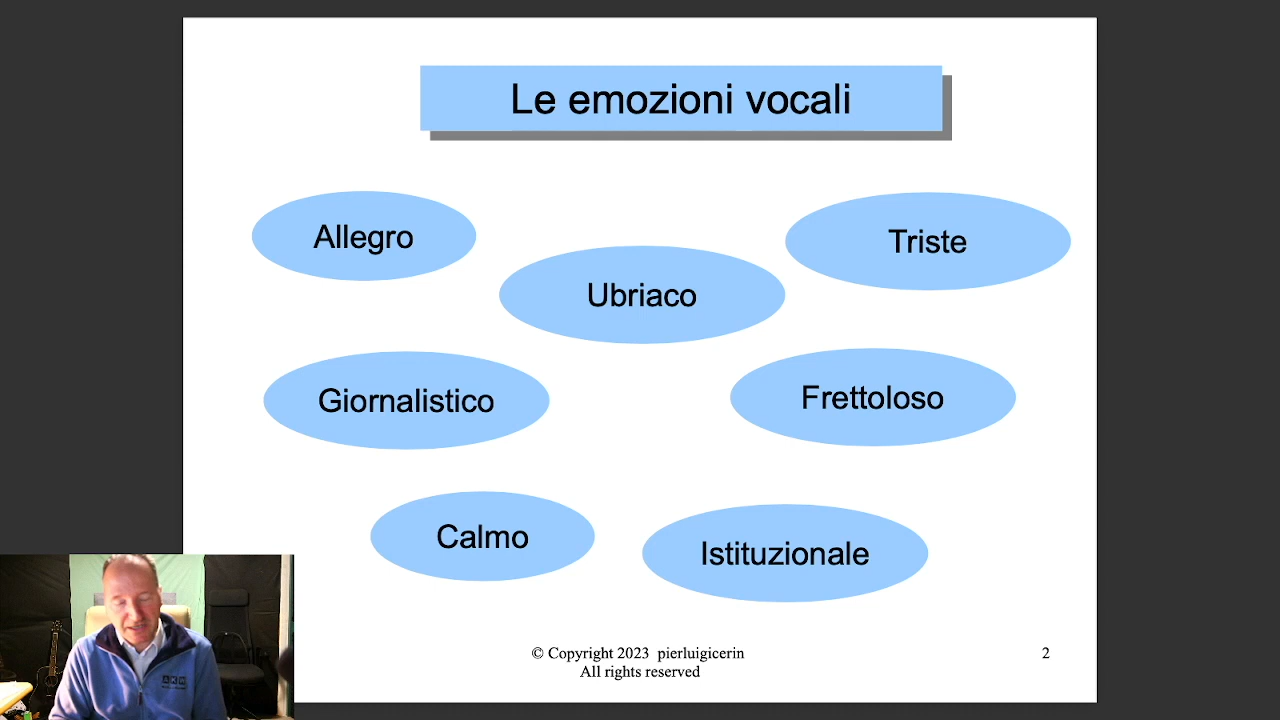 Le emozioni vocali
Allegro
Triste
Ubriaco
Giornalistico
Frettoloso
Calmo
Istituzionale
© Copyright 2023 pierluigicerin
All rights reserved
2